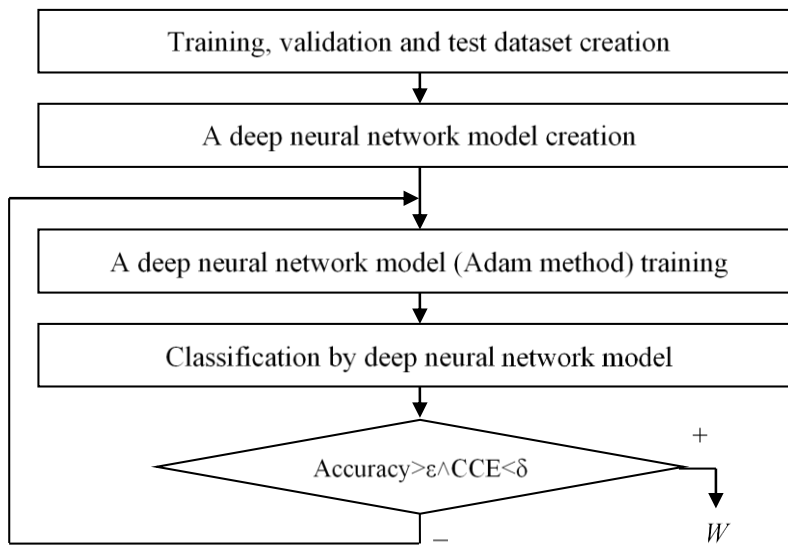 Training, validation and test dataset creation
A deep neural network model creation
A deep neural network model (Adam method) training
Classification by deep neural network model
Accuracy>ε∧CCE<δ
+
−
W